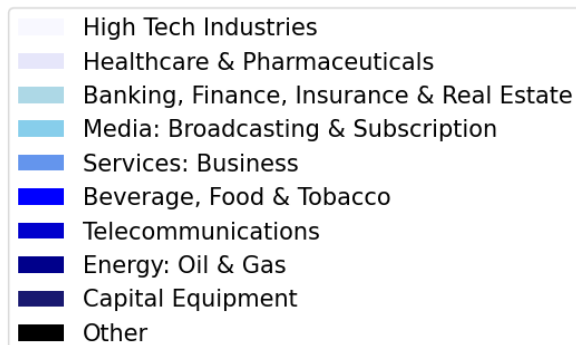 High Tech Industries
Healthcare & Pharmaceuticals
Banking, Finance, Insurance & Real Estate
Media: Broadcasting & Subscription
Services: Business
Beverage, Food & Tobacco
Telecommunications
Energy: Oil & Gas
Capital Equipment
Other